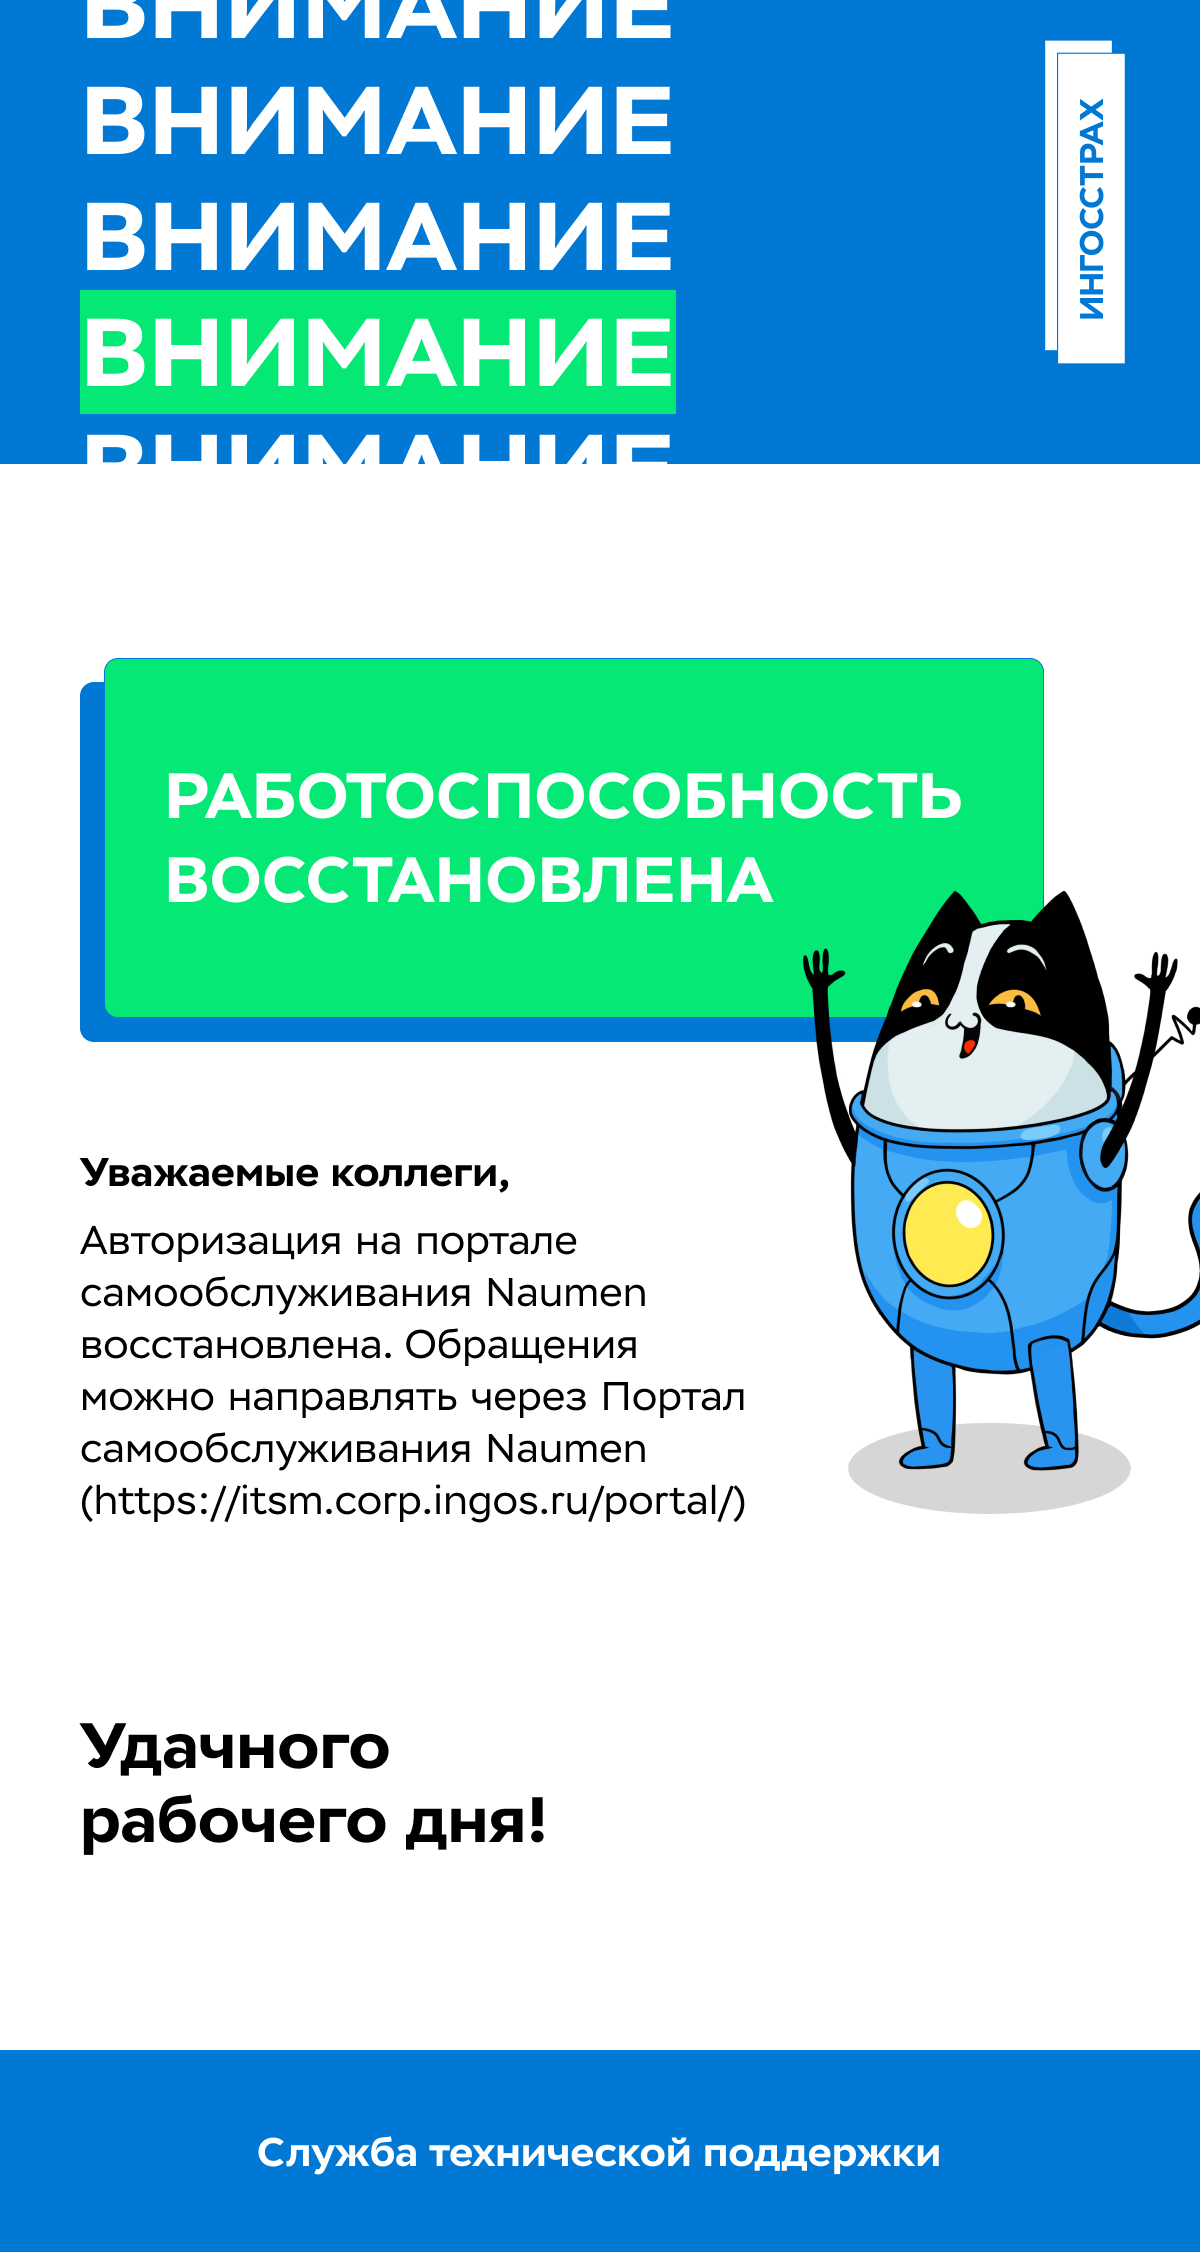 ВНИМАНИЕ
ВНИМАНИЕ
ВНИМАНИЕ
ВНИМАНИЕ
ВНИМАНИЕ
ИНГОССТРАХ
РАБОТОСПОСОБНОСТЬ
ВОССТАНОВЛЕНА
Уважаемые коллеги,
Авторизация на портале
самообслуживания Naumen
восстановлена. Обращения
можно направлять через Портал
самообслуживания Naumen
(https://itsm.corp.ingos.ru/portal/)
Удачного
рабочего дня!
Служба технической поддержки